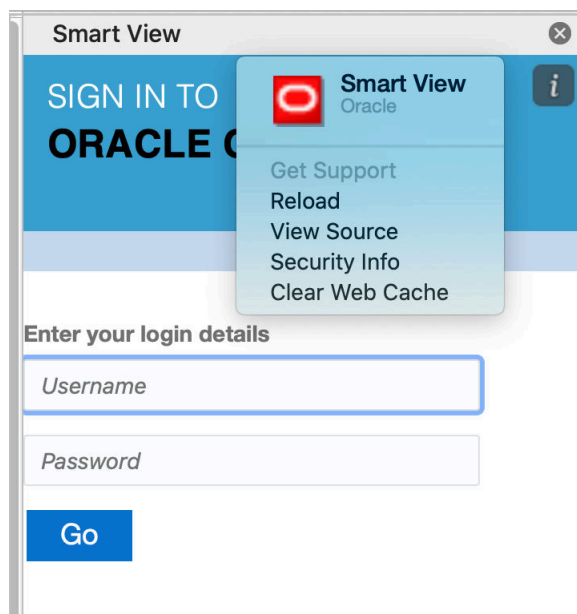 Smart View
SIGN IN TO
ORACLE
Smart View
Oracle
i
Get Support
Reload
View Source
Security Info
Clear Web Cache
Enter your login details
Username
Password
Go